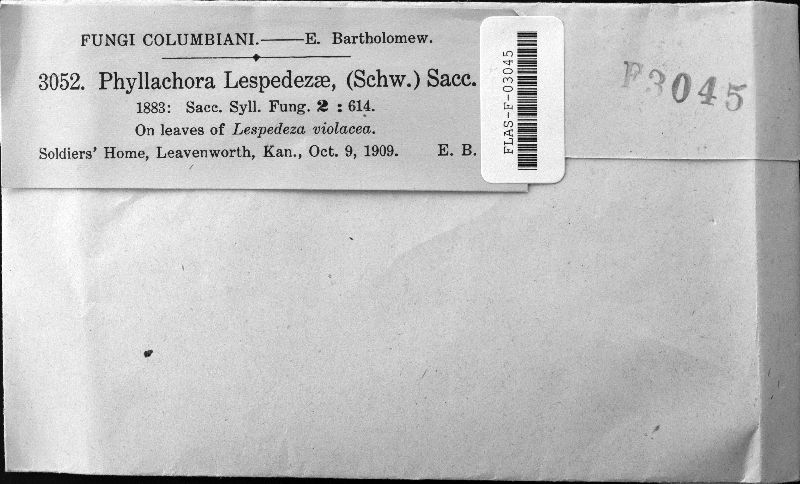 FUNGI COLUMBIANI.——E. Bartholomew.
3052. Phyllachora Lespedezæ, (Schw.) Sacc.
1883: Sacc. Syll. Fung. 2 : 614.
On leaves of Lespedeza violacea.
Soldiers' Home, Leavenworth, Kan., Oct. 9, 1909. E. B.
FLAS-F-03045
F3045